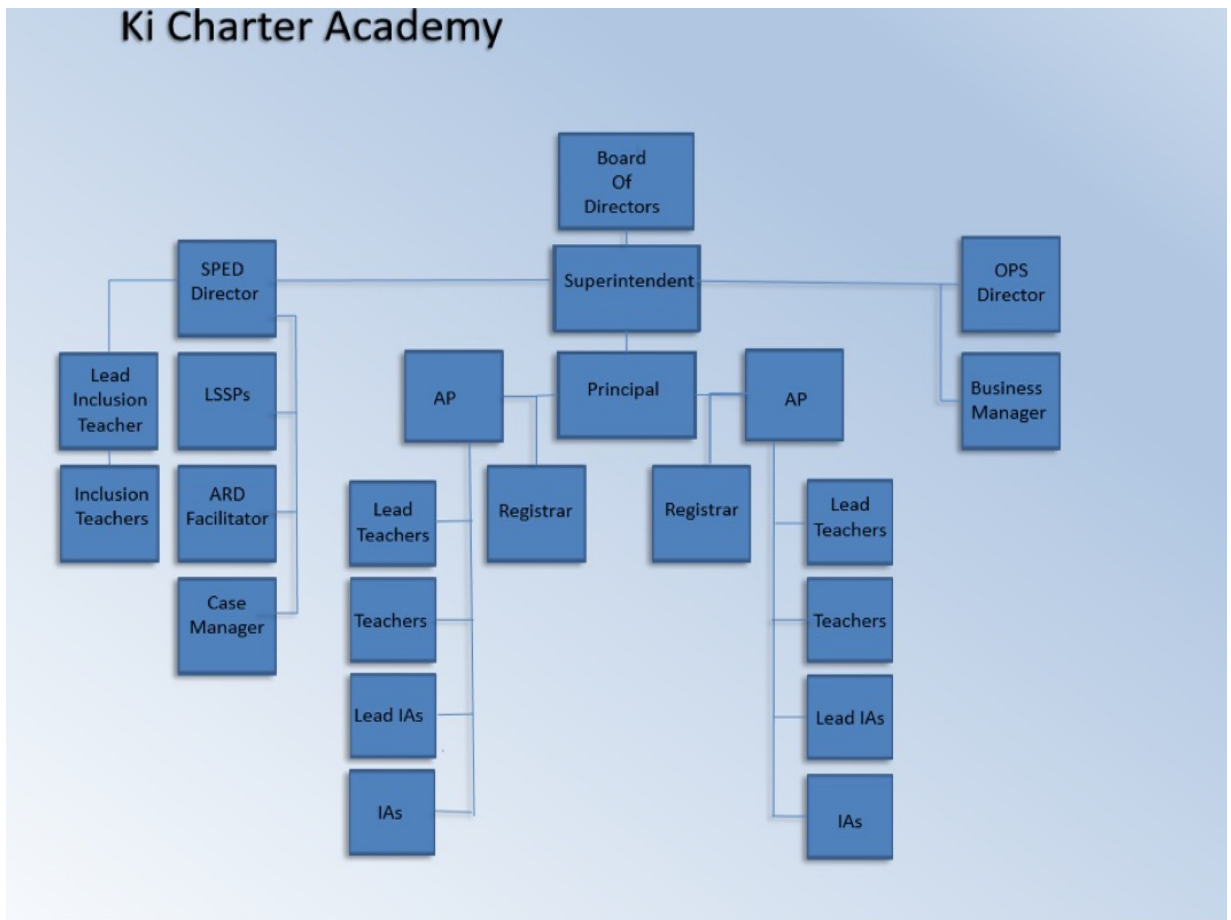 Ki Charter Academy
Board
Of
Directors
SPED
Director
Superintendent
OPS
Director
Lead
Inclusion
Teacher
LSSPs
AP
Principal
AP
Business
Manager
Inclusion
Teachers
ARD
Facilitator
Lead
Teachers
Registrar
Registrar
Lead
Teachers
Case
Manager
Teachers
Teachers
Lead IAs
Lead IAs
IAs
IAs